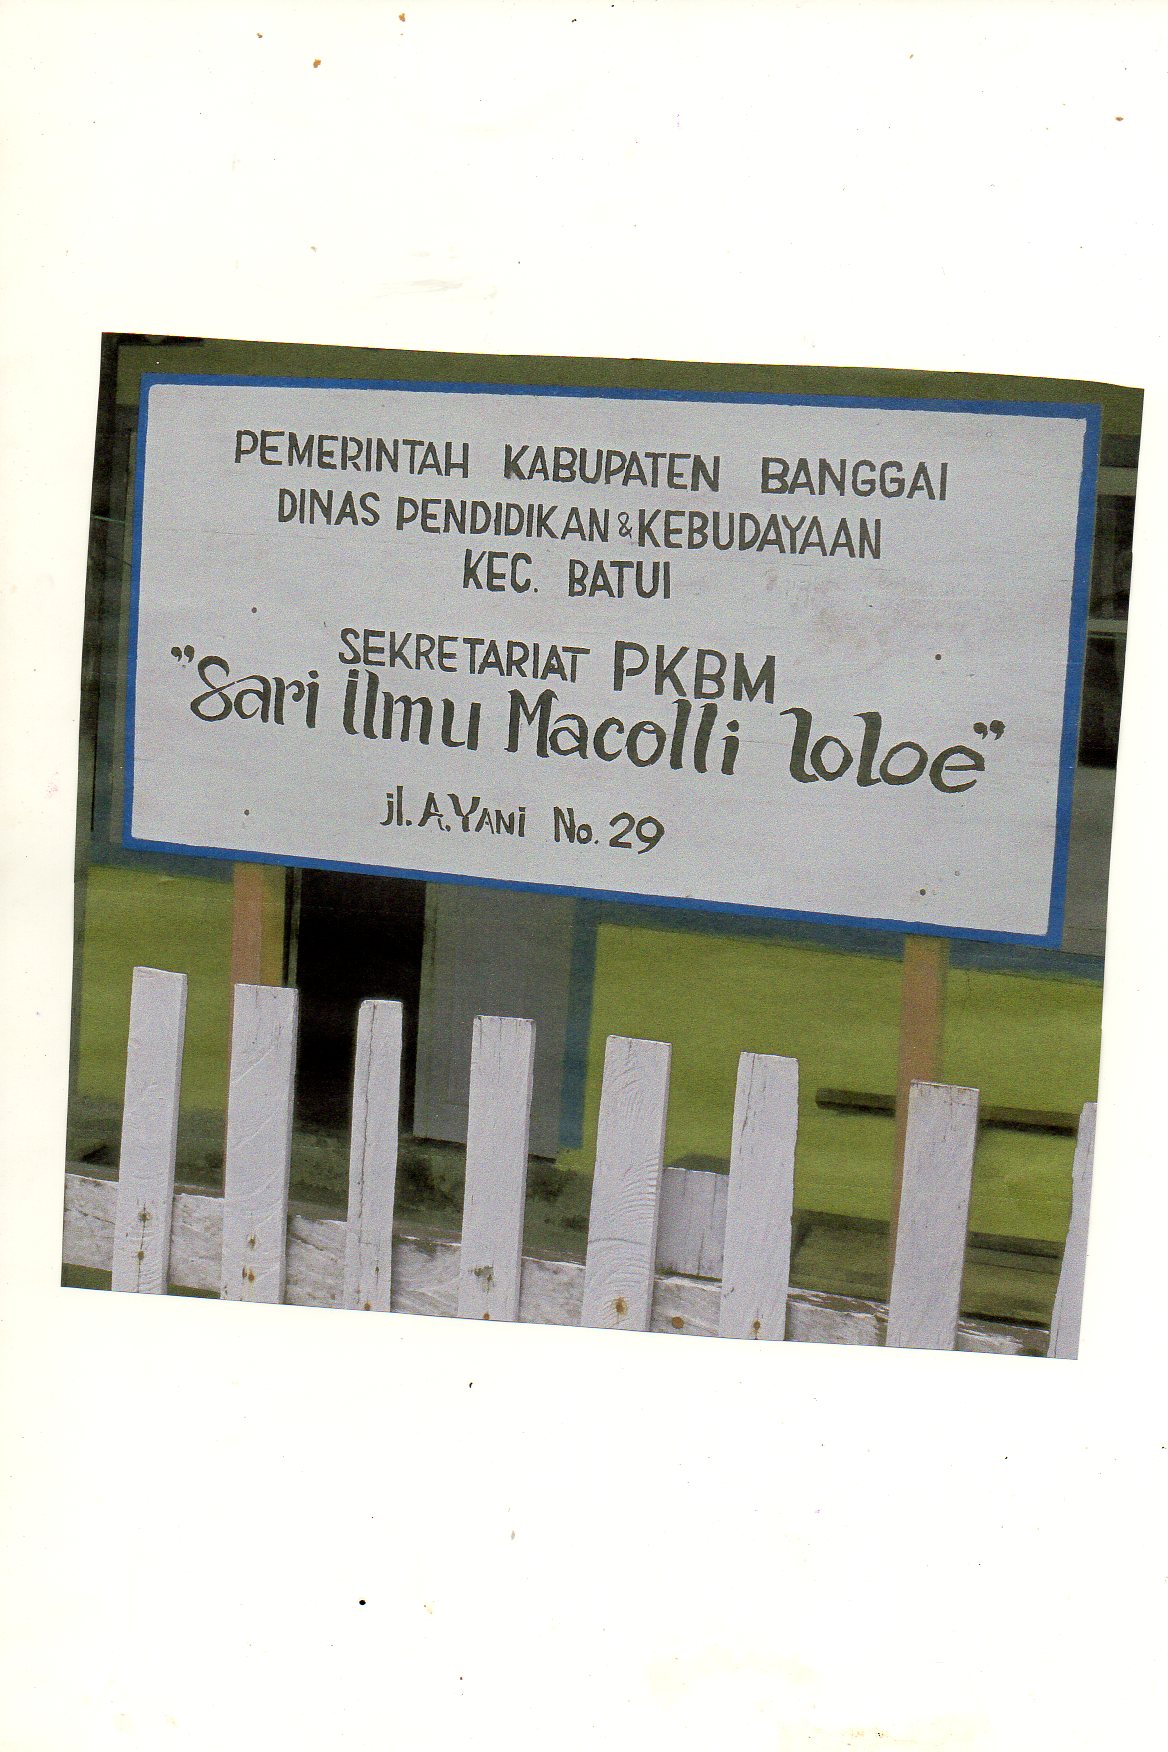 PEMERINTAH KABUPATEN BANGGAI
DINAS PENDIDIKAN & KEBUDAYAAN
KEC. BATUI
SEKRETARIAT PKBM
"Sari ilmu Macolli loloe"
jl. A. YANI No. 29